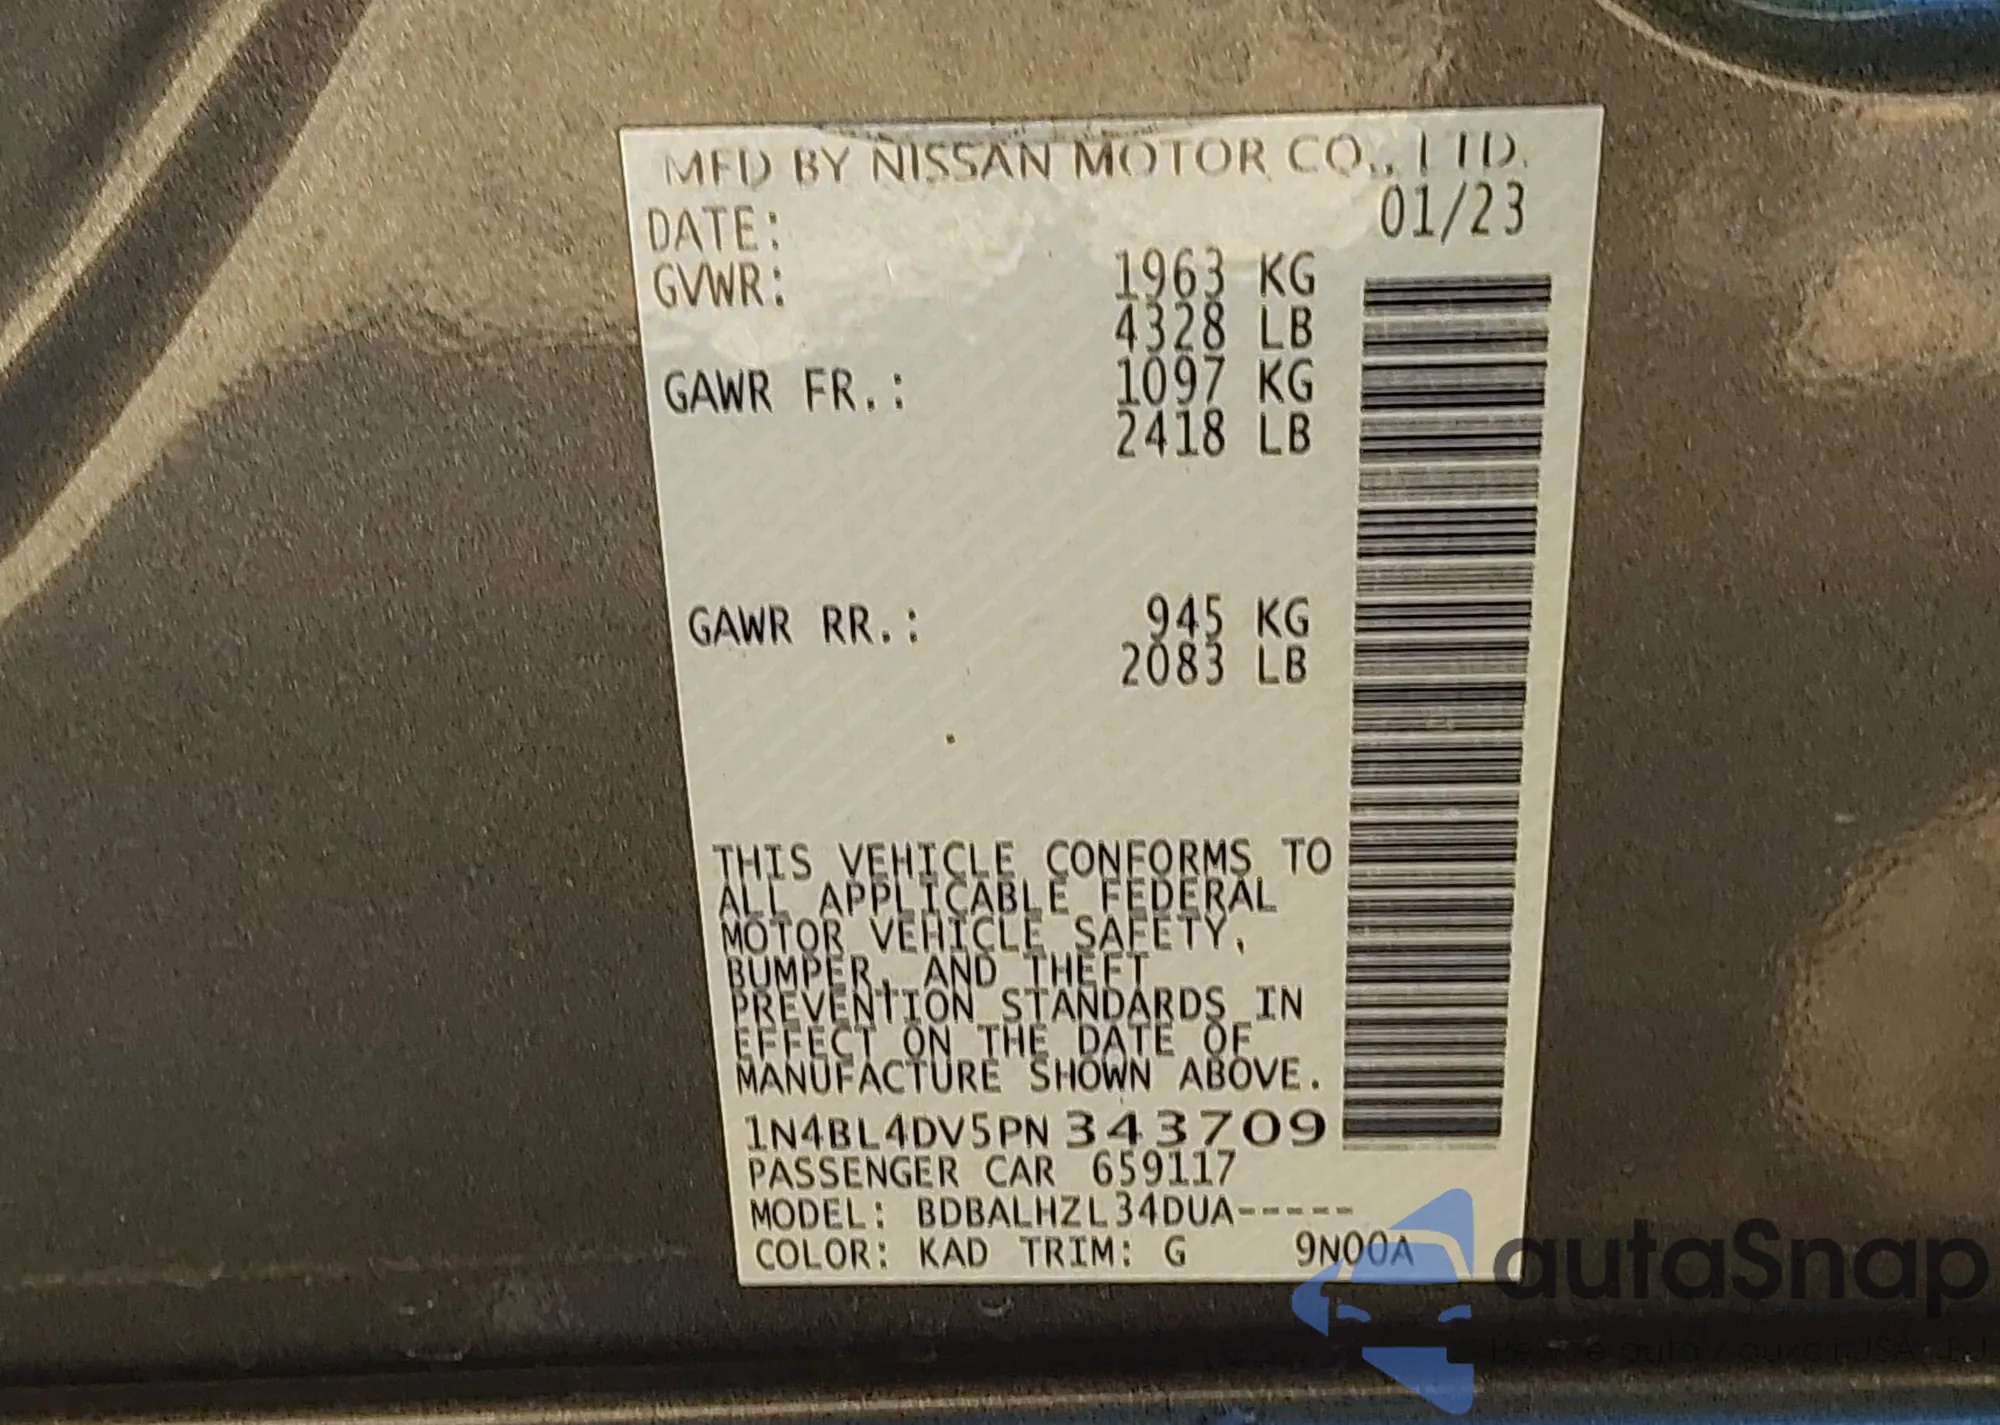 MFD BY NISSAN MOTOR CO., LTD.
DATE: 01/23
GVWR: 1963 KG
4328 LB
GAWR FR.: 1097 KG
2418 LB
GAWR RR.: 945 KG
2083 LB
THIS VEHICLE CONFORMS TO
ALL APPLICABLE FEDERAL
MOTOR VEHICLE SAFETY,
BUMPER, AND THEFT
PREVENTION STANDARDS IN
EFFECT ON THE DATE OF
MANUFACTURE SHOWN ABOVE.
1N4BL4DV5PN343709
PASSENGER CAR 659117
MODEL: BDBALHZL34DUA-----
COLOR: KAD TRIM: G 9N00A
autaSnap